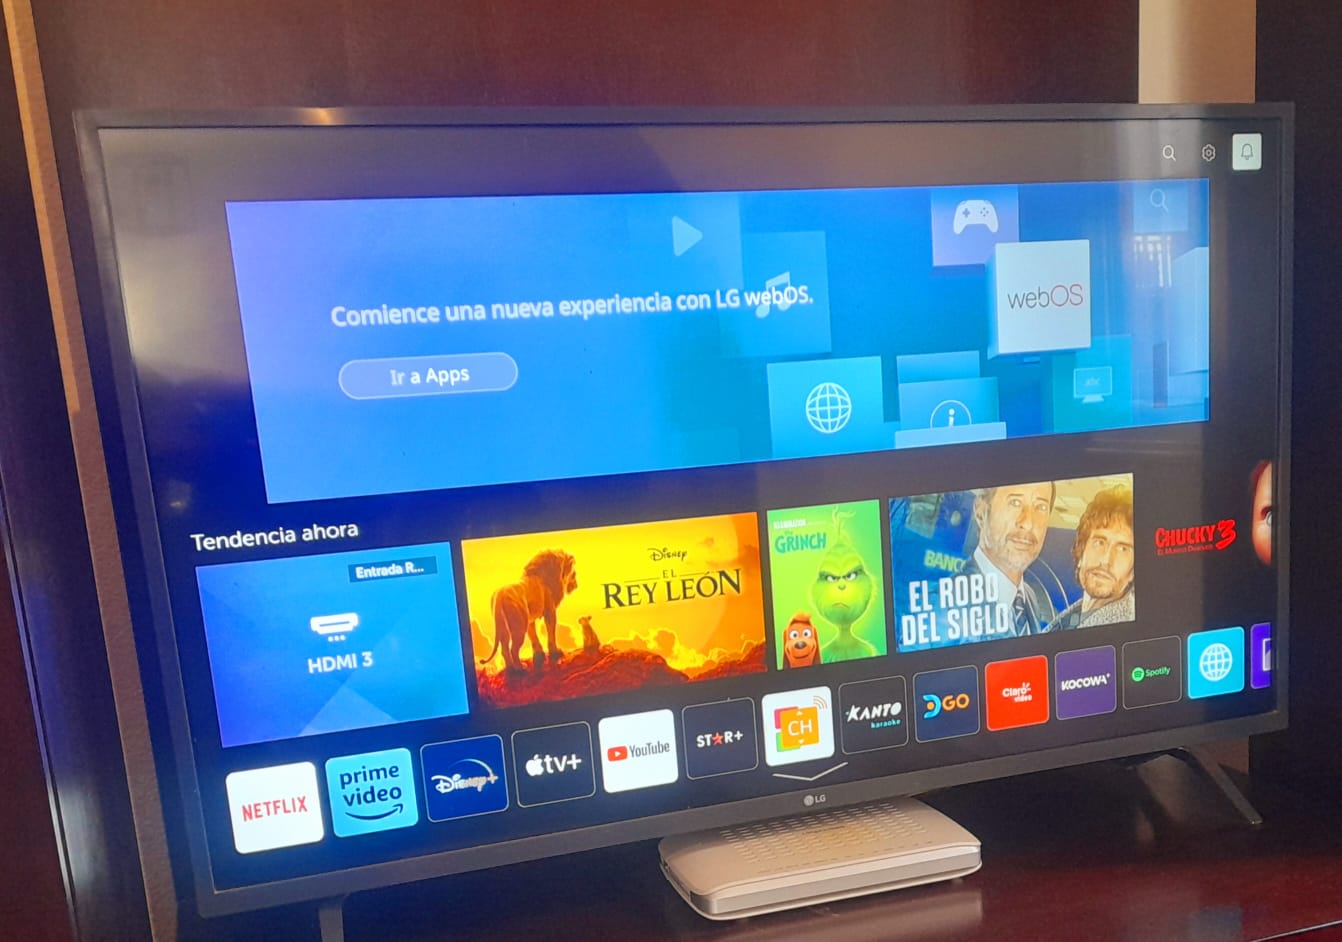 Comience una nueva experiencia con LG webOS.
webOS
Ir a Apps
abc
Tendencia ahora
Entrada R...
HDMI 3
Disney
EL
REY LEÓN
GRINCH
BANCO
EL ROBO
DEL SIGLO
CHUCKY 3
NETFLIX
prime
video
Disney+
tv+
YouTube
STAR+
CH
KANTO
karaoke
DGO
Claro
video
KOCOWA+
Spotify
LG